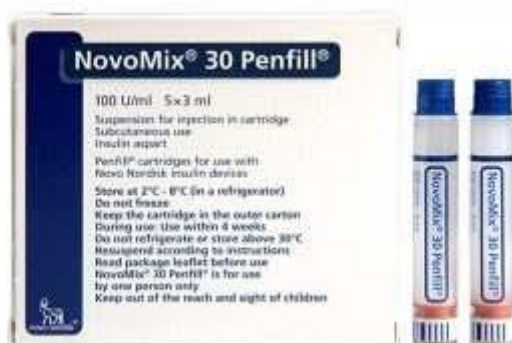 NovoMix® 30 Penfill®
100 U/ml 5×3 ml
Suspension for injection in cartridge
Subcutaneous use
Insulin aspart
Penfill® cartridges for use with
Novo Nordisk insulin devices
Store at 2°C - 8°C (in a refrigerator)
Do not freeze
Keep the cartridge in the outer carton
During use: Use within 4 weeks
Do not refrigerate or store above 30°C
Resuspend according to instructions
Read package leaflet before use
NovoMix® 30 Penfill® is for use
by one person only
Keep out of the reach and sight of children
novo nordisk
NovoMix® 30 Penfill®
NovoMix® 30 Penfill®